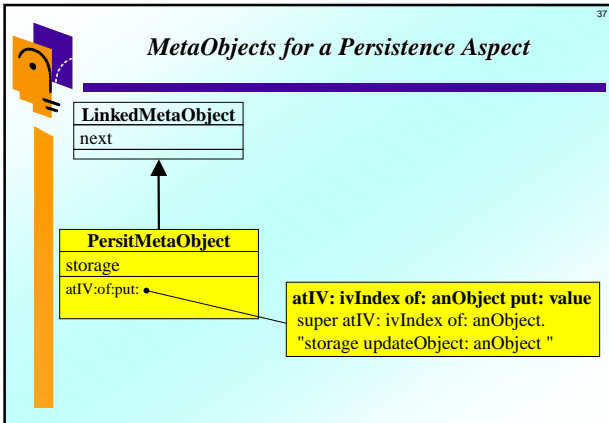 37
MetaObjects for a Persistence Aspect
LinkedMetaObject
next
PersitMetaObject
storage
atIV:of:put:
atIV: ivIndex of: anObject put: value
super atIV: ivIndex of: anObject.
"storage updateObject: anObject "